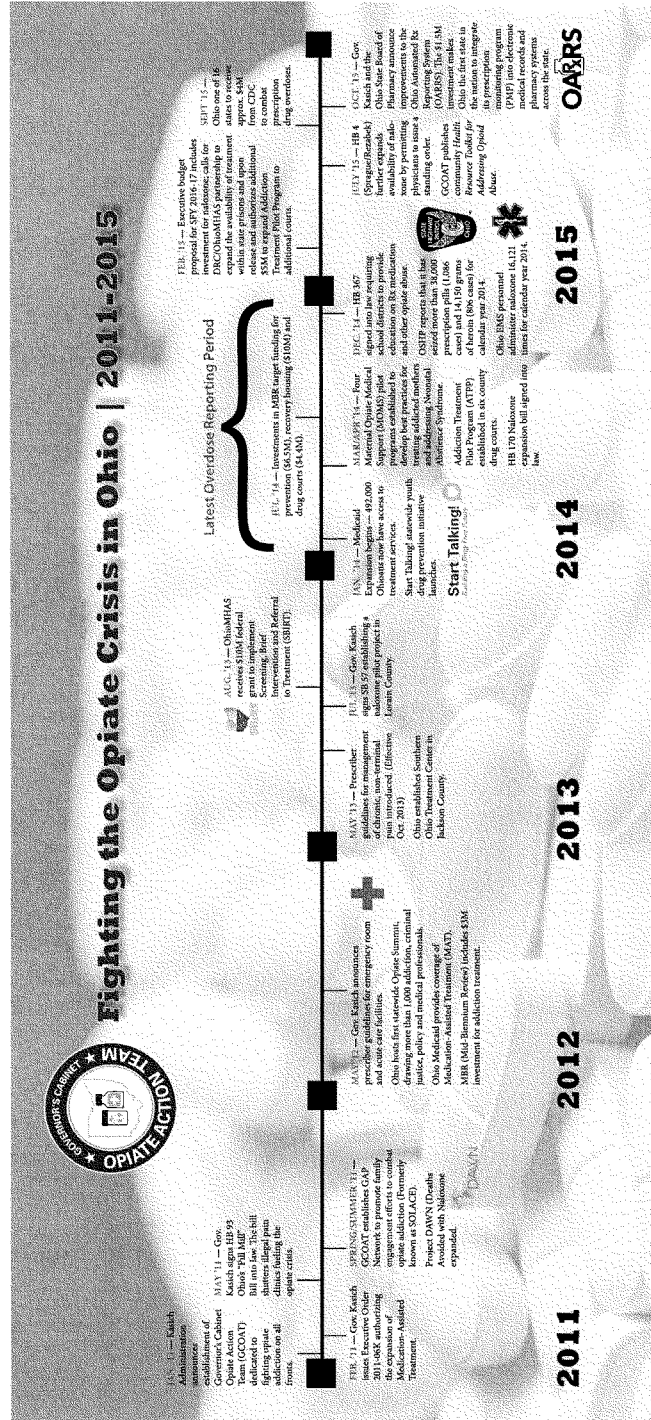 Fighting the Opiate Crisis in Ohio | 2011-2015
★ GOVERNOR'S CABINET ★
OPIATE ACTION TEAM
Kasich
Administration
announces
establishment of
Governor's Cabinet
Opiate Action
Team (GCOAT)
dedicated to
fighting opiate
addiction on all
fronts.
FEB. '11 — Gov. Kasich
issues Executive Order
2011-06K authorizing
the expansion of
Medication-Assisted
Treatment.
MAY '11 — Gov.
Kasich signs HB 93
Ohio's "Pill Mill"
Bill into law. The bill
shutters illegal pain
clinics fueling the
opiate crisis.
SPRING/SUMMER '11 —
GCOAT establishes GAP
Network to promote family
engagement efforts to combat
opiate addiction (Formerly
known as SOLACE).
Project DAWN (Deaths
Avoided with Naloxone
expanded.
DAWN
2011
MAY '12 — Gov. Kasich announces
prescriber guidelines for emergency room
and acute care facilities.
Ohio hosts first statewide Opiate Summit,
drawing more than 1,000 addiction, criminal
justice, policy and medical professionals.
Ohio Medicaid provides coverage of
Medication-Assisted Treatment (MAT).
MBR (Mid-Biennium Review) includes $3M
investment for addiction treatment.
2012
MAY '13 — Prescriber
guidelines for management
of chronic, non-terminal
pain introduced. (Effective
Oct. 2013)
Ohio establishes Southern
Ohio Treatment Center in
Jackson County.
JUL. '13 — Gov. Kasich
signs SB 57 establishing a
naloxone pilot project in
Lorain County.
AUG. '13 — OhioMHAS
receives $10M federal
grant to implement
Screening, Brief
Intervention and Referral
to Treatment (SBIRT).
2013
JAN. '14 — Medicaid
Expansion begins — 492,000
Ohioans now have access to
treatment services.
Start Talking! statewide youth
drug prevention initiative
launches.
Start Talking!
MAR/APR '14 — Four
Maternal Opiate Medical
Support (MOMS) pilot
programs established to
develop best practices for
treating addicted mothers
and addressing Neonatal
Abstinence Syndrome.
Addiction Treatment
Pilot Program (ATPP)
established in six county
drug courts.
HB 170 Naloxone
expansion bill signed into
law.
Latest Overdose Reporting Period
JUL. '14 — Investments in MBR target funding for
prevention ($6.5M), recovery housing ($10M) and
drug courts ($4.4M).
DEC. '14 — HB 367
signed into law requiring
school districts to provide
education on Rx medication
and other opiate abuse.
OSHP reports that it has
seized more than 38,000
prescription pills (1,086
cases) and 14,150 grams
of heroin (806 cases) for
calendar year 2014.
Ohio EMS personnel
administer naloxone 16,121
times for calendar year 2014.
2014
FEB. '15 — Executive budget
proposal for SFY 2016-17 includes
investment for naloxone; calls for
DRC/OhioMHAS partnership to
expand the availability of treatment
within state prisons and upon
release and authorizes additional
$5M to expand Addiction
Treatment Pilot Program to
additional courts.
JULY '15 — HB 4
(Sprague/Rezabek)
further expands
availability of nalo-
xone by permitting
physicians to issue a
standing order.
GCOAT publishes
community Health
Resource Toolkit for
Addressing Opioid
Abuse.
SEPT '15 —
Ohio one of 16
states to receive
approx. $4M
from CDC
to combat
prescription
drug overdoses.
OCT. '15 — Gov.
Kasich and the
Ohio State Board of
Pharmacy announce
improvements to the
Ohio Automated Rx
Reporting System
(OARRS). The $1.5M
investment makes
Ohio the first state in
the nation to integrate
its prescription
monitoring program
(PMP) into electronic
medical records and
pharmacy systems
across the state.
OARxRS
2015